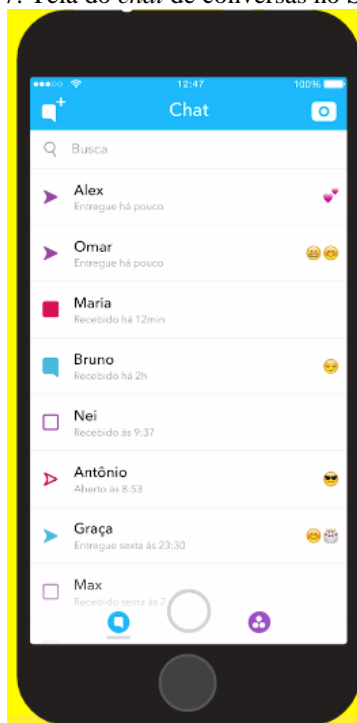 7. Tela do chat de conversas no S
12:47
100%
Chat
Busca
Alex
Entregue há pouco
Omar
Entregue há pouco
Maria
Recebido há 12min
Bruno
Recebido há 2h
Nei
Recebido às 9:37
Antônio
Aberto às 8:53
Graça
Entregue sexta às 23:30
Max
Recebido sexta às 2